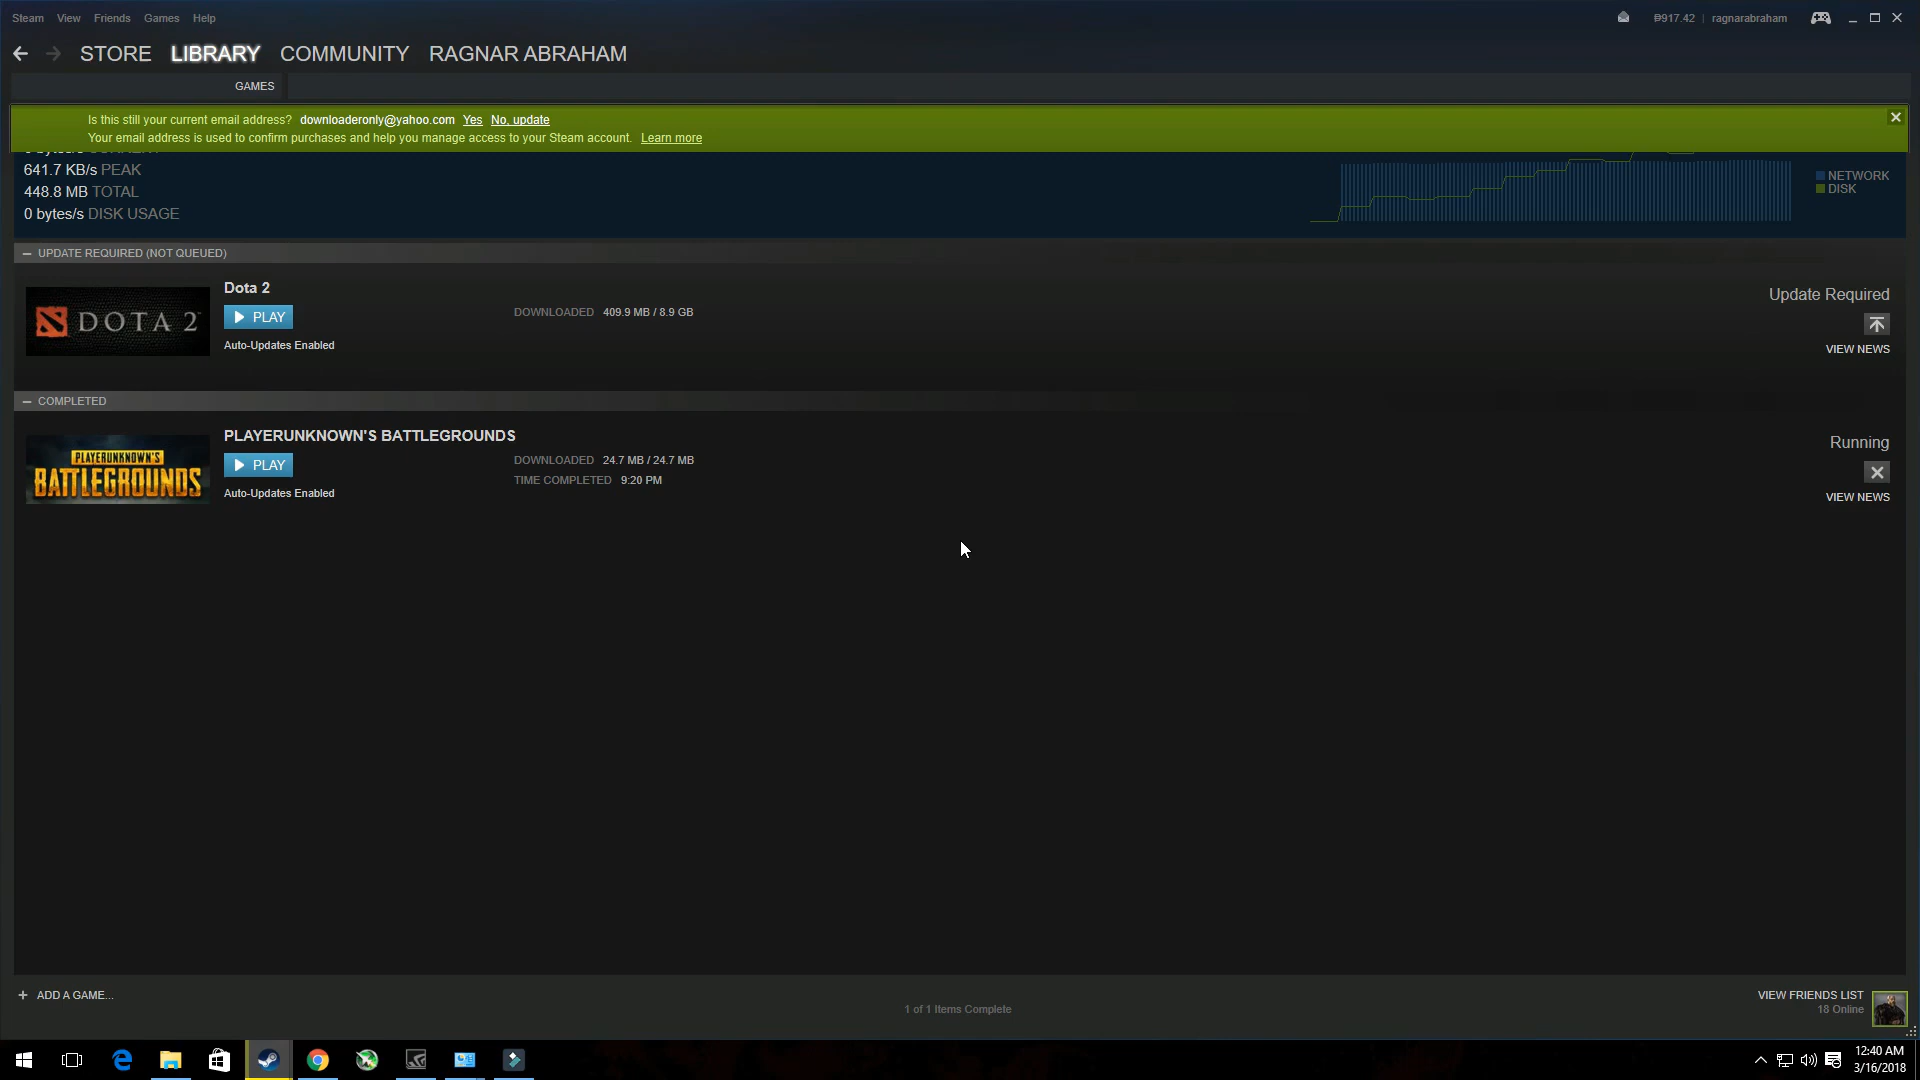 Steam View Friends Games Help
₱917.42 | ragnarabraham
STORE LIBRARY COMMUNITY RAGNAR ABRAHAM
GAMES
Is this still your current email address? downloaderonly@yahoo.com Yes No, update
Your email address is used to confirm purchases and help you manage access to your Steam account. Learn more
641.7 KB/s PEAK
448.8 MB TOTAL
0 bytes/s DISK USAGE
NETWORK
DISK
UPDATE REQUIRED (NOT QUEUED)
DOTA 2
Dota 2
PLAY
Auto-Updates Enabled
DOWNLOADED 409.9 MB / 8.9 GB
Update Required
VIEW NEWS
COMPLETED
PLAYERUNKNOWN'S
BATTLEGROUNDS
PLAYERUNKNOWN'S BATTLEGROUNDS
PLAY
Auto-Updates Enabled
DOWNLOADED 24.7 MB / 24.7 MB
TIME COMPLETED 9:20 PM
Running
VIEW NEWS
+ ADD A GAME...
1 of 1 Items Complete
VIEW FRIENDS LIST
18 Online
12:40 AM
3/16/2018